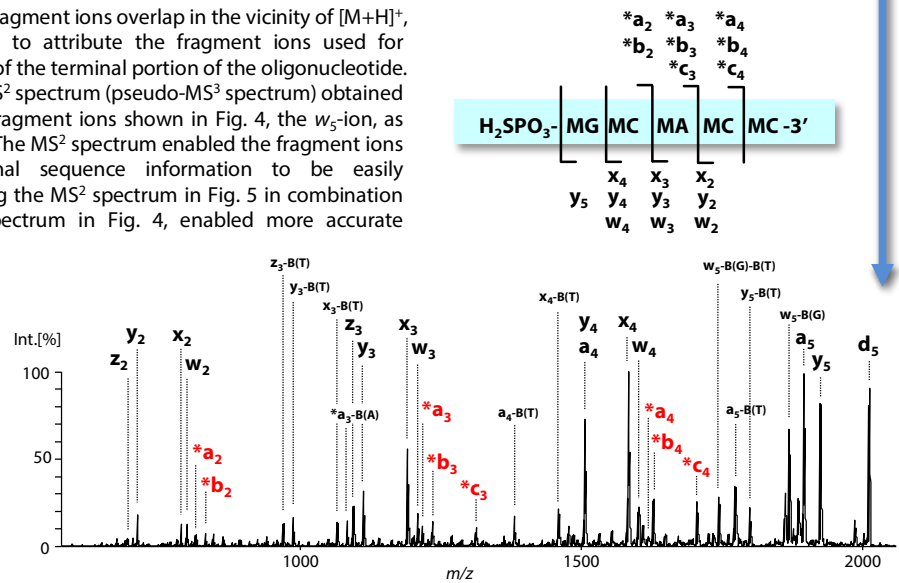 agment ions overlap in the vicinity of [M+H]⁺,
to attribute the fragment ions used for
of the terminal portion of the oligonucleotide.
S² spectrum (pseudo-MS³ spectrum) obtained
ragment ions shown in Fig. 4, the w₅-ion, as
The MS² spectrum enabled the fragment ions
nal sequence information to be easily
g the MS² spectrum in Fig. 5 in combination
pectrum in Fig. 4, enabled more accurate
*a₂ *a₃ *a₄
*b₂ *b₃ *b₄
*c₃ *c₄
H₂SPO₃- MG MC MA MC MC -3′
x₄ x₃ x₂
y₅ y₄ y₃ y₂
w₄ w₃ w₂
Int.[%]
100
50
0
z₂
y₂
x₂
w₂
*a₂
*b₂
z₃-B(T)
y₃-B(T)
x₃-B(T)
*a₃-B(A)
z₃
y₃
x₃
w₃
*a₃
*b₃
*c₃
a₄-B(T)
x₄-B(T)
y₄
a₄
x₄
w₄
*a₄
*b₄
*c₄
w₅-B(G)-B(T)
a₅-B(T)
y₅-B(T)
w₅-B(G)
a₅
y₅
d₅
1000 1500 2000
m/z